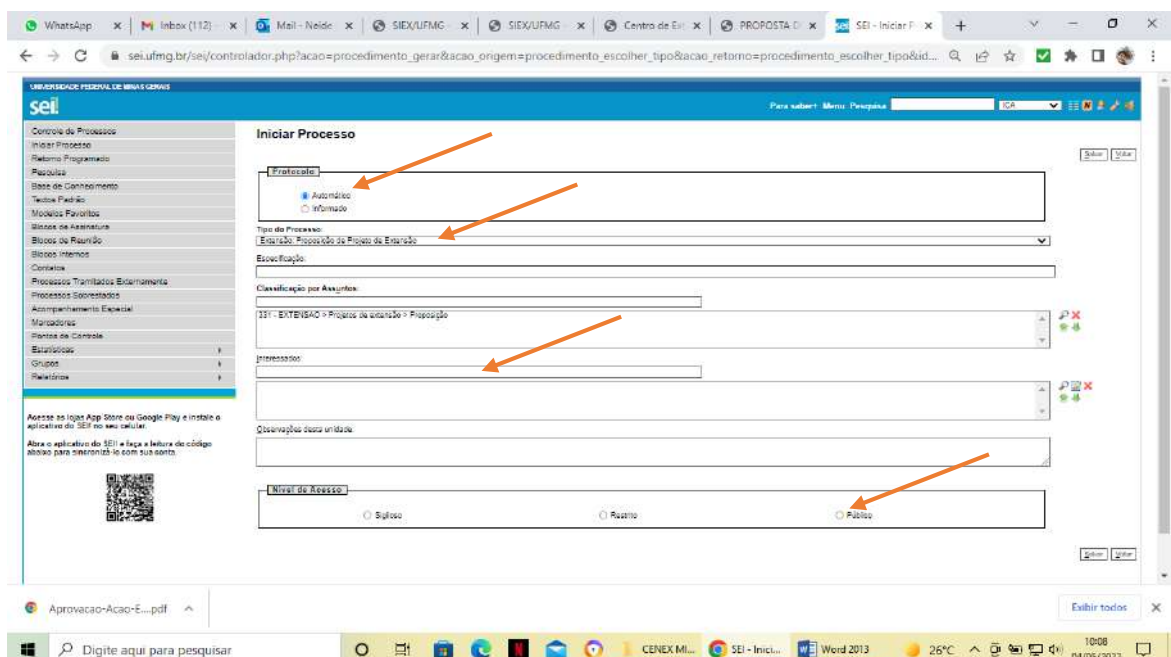 WhatsApp
Inbox (112)
Mail - Neide
SIEX/UFMG
SIEX/UFMG
Centro de Ex
PROPOSTA D
SEI - Iniciar P
sei.ufmg.br/sei/controlador.php?acao=procedimento_gerar&acao_origem=procedimento_escolher_tipo&acao_retorno=procedimento_escolher_tipo&id...
UNIVERSIDADE FEDERAL DE MINAS GERAIS
sei!
Para saber+ Menu Pesquisa
ICA
Controle de Processos
Iniciar Processo
Retorno Programado
Pesquisa
Base de Conhecimento
Textos Padrão
Modelos Favoritos
Blocos de Assinatura
Blocos de Reunião
Blocos Internos
Contatos
Processos Tramitados Externamente
Processos Sobrestados
Acompanhamento Especial
Marcadores
Pontos de Controle
Estatísticas
Grupos
Relatórios
Acesse as lojas App Store ou Google Play e instale o
aplicativo do SEI! no seu celular.
Abra o aplicativo do SEI! e faça a leitura do código
abaixo para sincronizá-lo com sua conta.
Iniciar Processo
Salvar Voltar
Protocolo
Automático
Informado
Tipo do Processo:
Extensão: Proposição de Projeto de Extensão
Especificação:
Classificação por Assuntos:
331 - EXTENSÃO > Projetos de extensão > Proposição
Interessados:
Observações desta unidade:
Nível de Acesso
Sigiloso
Restrito
Público
Salvar Voltar
Aprovacao-Acao-E....pdf
Exibir todos
Digite aqui para pesquisar
CENEX MI...
SEI - Inici...
Word 2013
26°C
10:08
04/05/2022